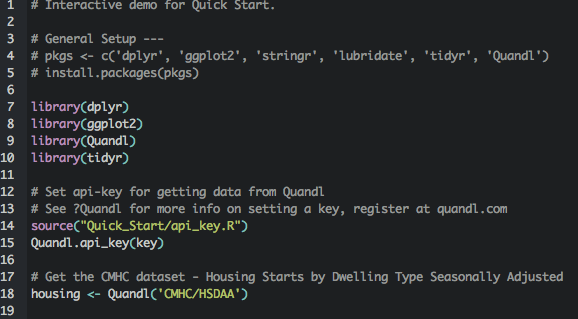 1 # Interactive demo for Quick Start.
2
3 # General Setup ---
4 # pkgs <- c('dplyr', 'ggplot2', 'stringr', 'lubridate', 'tidyr', 'Quandl')
5 # install.packages(pkgs)
6
7 library(dplyr)
8 library(ggplot2)
9 library(Quandl)
10 library(tidyr)
11
12 # Set api-key for getting data from Quandl
13 # See ?Quandl for more info on setting a key, register at quandl.com
14 source("Quick_Start/api_key.R")
15 Quandl.api_key(key)
16
17 # Get the CMHC dataset - Housing Starts by Dwelling Type Seasonally Adjusted
18 housing <- Quandl('CMHC/HSDAA')
19